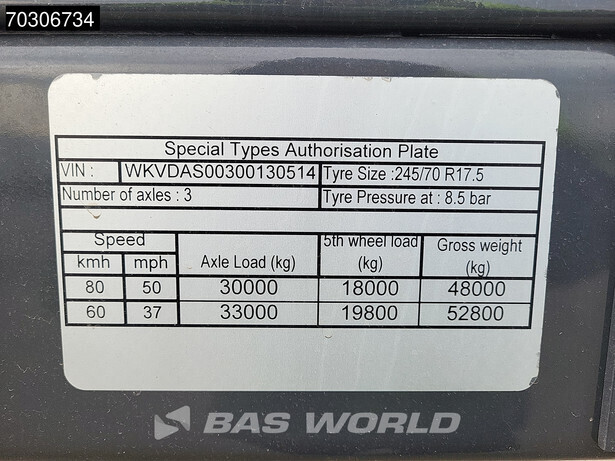 70306734
Special Types Authorisation Plate
VIN : WKVDAS00300130514 Tyre Size :245/70 R17.5
Number of axles : 3 Tyre Pressure at : 8.5 bar
Speed Axle Load (kg) 5th wheel load (kg) Gross weight (kg)
kmh mph
80 50 30000 18000 48000
60 37 33000 19800 52800
BAS WORLD